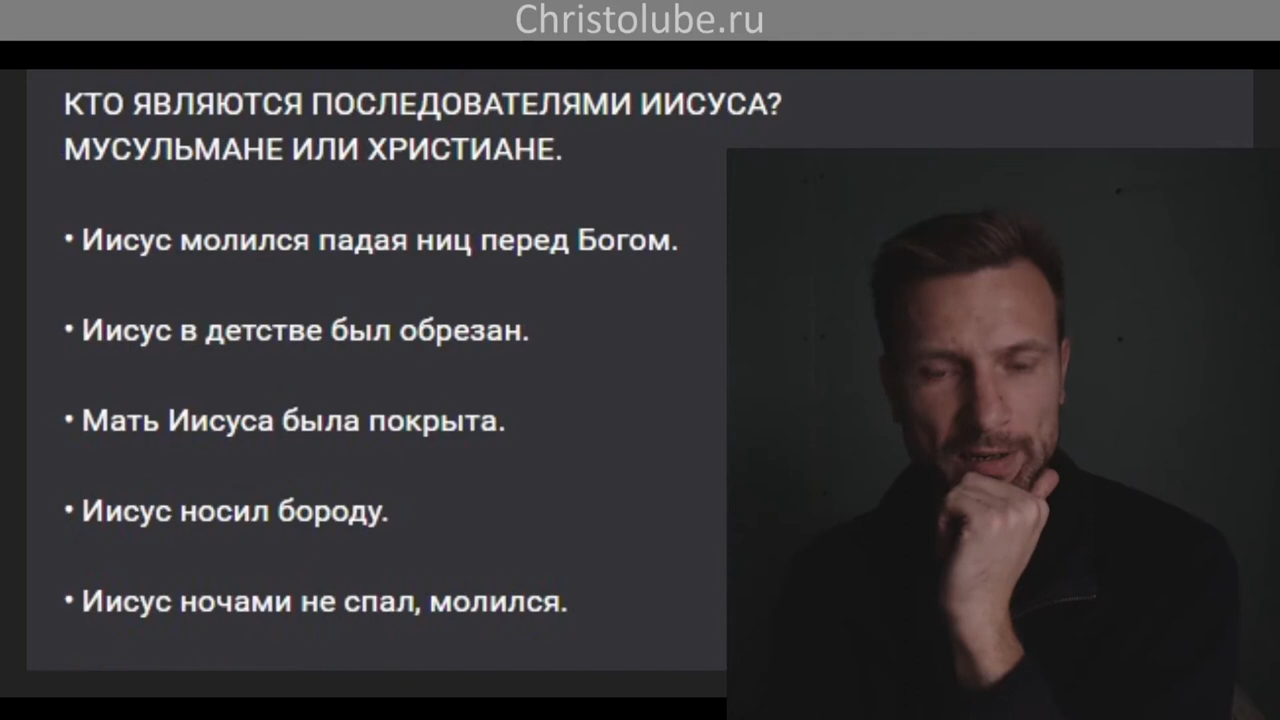 Christolube.ru
КТО ЯВЛЯЮТСЯ ПОСЛЕДОВАТЕЛЯМИ ИИСУСА?
МУСУЛЬМАНЕ ИЛИ ХРИСТИАНЕ.
• Иисус молился падая ниц перед Богом.
• Иисус в детстве был обрезан.
• Мать Иисуса была покрыта.
• Иисус носил бороду.
• Иисус ночами не спал, молился.